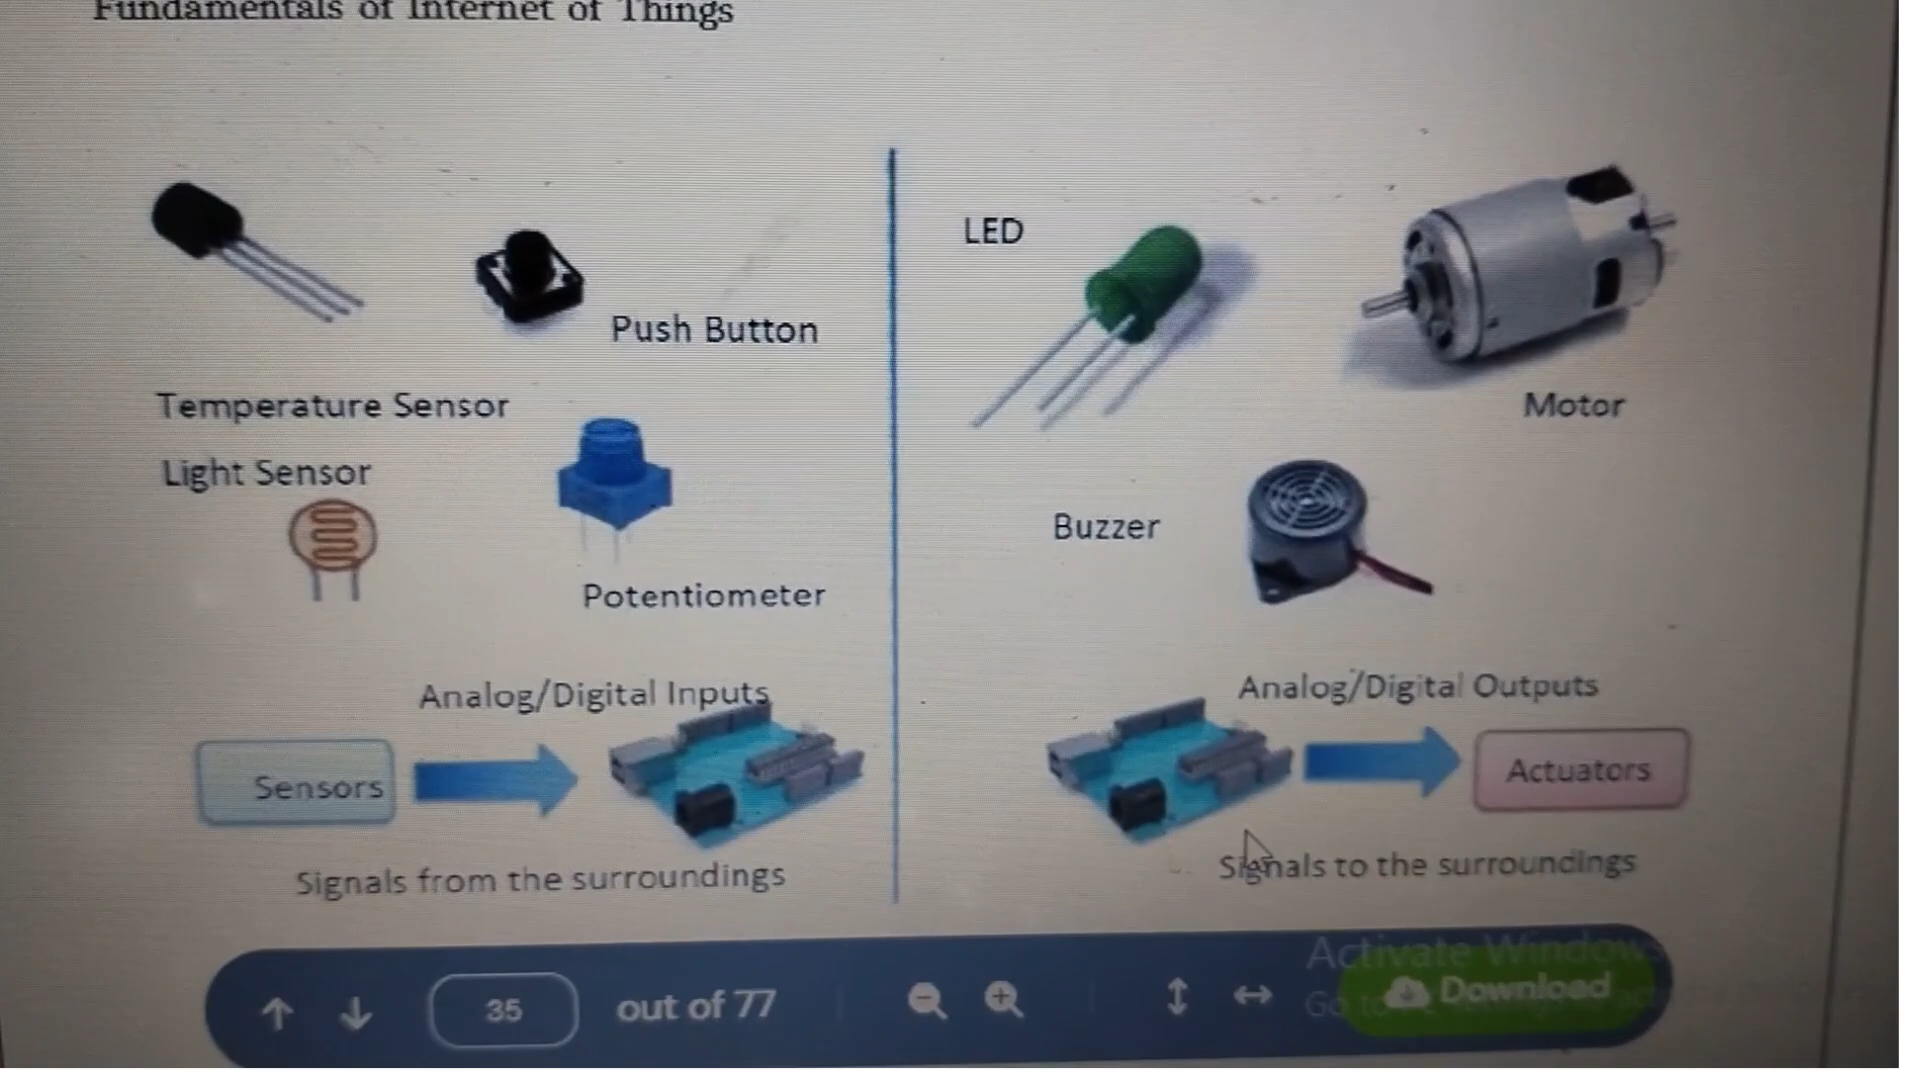 Fundamentals of Internet of Things
LED
Push Button
Temperature Sensor
Motor
Light Sensor
Buzzer
Potentiometer
Analog/Digital Inputs
Analog/Digital Outputs
Sensors
Actuators
Signals from the surroundings
Signals to the surroundings
Activate Windows
Go to
35 out of 77
Download